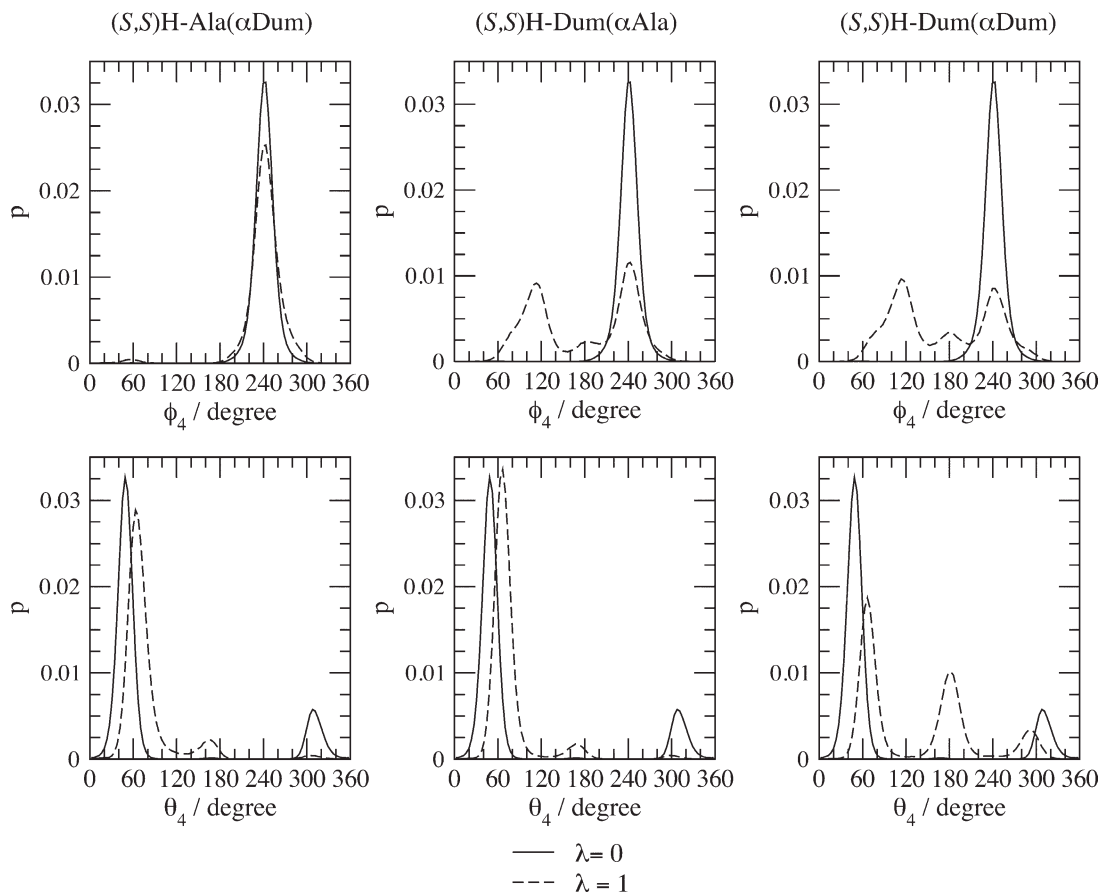 (S,S)H-Ala(αDum) (S,S)H-Dum(αAla) (S,S)H-Dum(αDum)
0.03 0.03 0.03
0.02 0.02 0.02
p p p
0.01 0.01 0.01
0 0 0
0 60 120 180 240 300 360 0 60 120 180 240 300 360 0 60 120 180 240 300 360
ϕ4 / degree ϕ4 / degree ϕ4 / degree
0.03 0.03 0.03
0.02 0.02 0.02
p p p
0.01 0.01 0.01
0 0 0
0 60 120 180 240 300 360 0 60 120 180 240 300 360 0 60 120 180 240 300 360
θ4 / degree θ4 / degree θ4 / degree
λ= 0
λ = 1